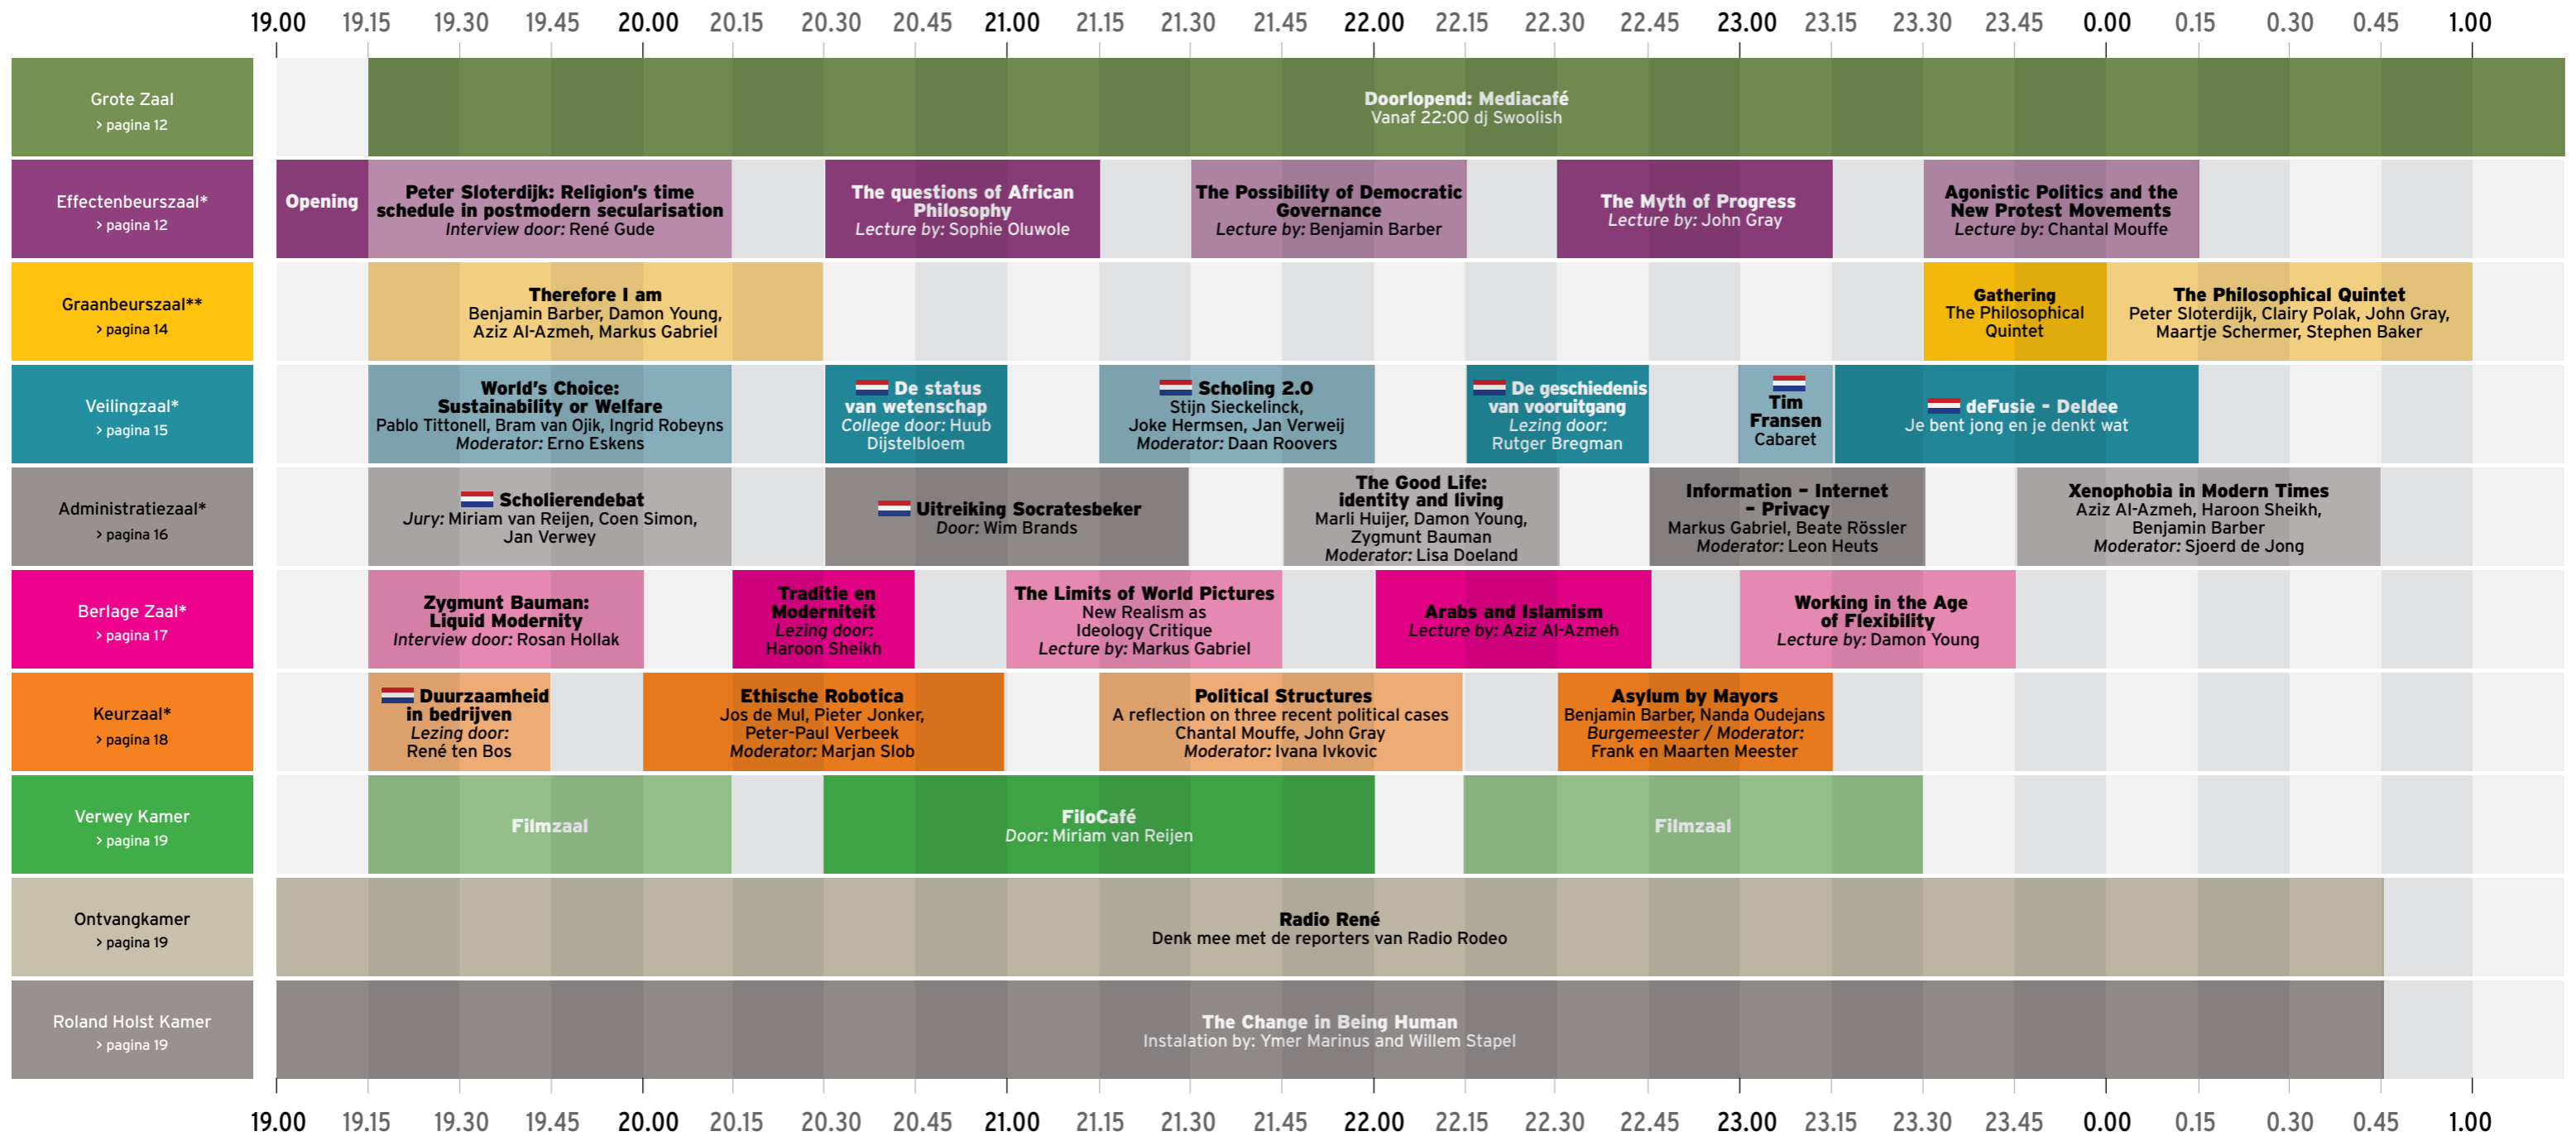 19.00 19.15 19.30 19.45 20.00 20.15 20.30 20.45 21.00 21.15 21.30 21.45 22.00 22.15 22.30 22.45 23.00 23.15 23.30 23.45 0.00 0.15 0.30 0.45 1.00
Grote Zaal
> pagina 12
Doorlopend: Mediacafé
Vanaf 22:00 dj Swoolish
Effectenbeurszaal*
> pagina 12
Opening
Peter Sloterdijk: Religion's time
schedule in postmodern secularisation
Interview door: René Gude
The questions of African
Philosophy
Lecture by: Sophie Oluwole
The Possibility of Democratic
Governance
Lecture by: Benjamin Barber
The Myth of Progress
Lecture by: John Gray
Agonistic Politics and the
New Protest Movements
Lecture by: Chantal Mouffe
Graanbeurszaal**
> pagina 14
Therefore I am
Benjamin Barber, Damon Young,
Aziz Al-Azmeh, Markus Gabriel
Gathering
The Philosophical
Quintet
The Philosophical Quintet
Peter Sloterdijk, Clairy Polak, John Gray,
Maartje Schermer, Stephen Baker
Veilingzaal*
> pagina 15
World's Choice:
Sustainability or Welfare
Pablo Tittonell, Bram van Ojik, Ingrid Robeyns
Moderator: Erno Eskens
De status
van wetenschap
College door: Huub
Dijstelbloem
Scholing 2.0
Stijn Sieckelinck,
Joke Hermsen, Jan Verweij
Moderator: Daan Roovers
De geschiedenis
van vooruitgang
Lezing door:
Rutger Bregman
Tim
Fransen
Cabaret
deFusie - DeIdee
Je bent jong en je denkt wat
Administratiezaal*
> pagina 16
Scholierendebat
Jury: Miriam van Reijen, Coen Simon,
Jan Verwey
Uitreiking Socratesbeker
Door: Wim Brands
The Good Life:
identity and living
Marli Huijer, Damon Young,
Zygmunt Bauman
Moderator: Lisa Doeland
Information – Internet
– Privacy
Markus Gabriel, Beate Rössler
Moderator: Leon Heuts
Xenophobia in Modern Times
Aziz Al-Azmeh, Haroon Sheikh,
Benjamin Barber
Moderator: Sjoerd de Jong
Berlage Zaal*
> pagina 17
Zygmunt Bauman:
Liquid Modernity
Interview door: Rosan Hollak
Traditie en
Moderniteit
Lezing door:
Haroon Sheikh
The Limits of World Pictures
New Realism as
Ideology Critique
Lecture by: Markus Gabriel
Arabs and Islamism
Lecture by: Aziz Al-Azmeh
Working in the Age
of Flexibility
Lecture by: Damon Young
Keurzaal*
> pagina 18
Duurzaamheid
in bedrijven
Lezing door:
René ten Bos
Ethische Robotica
Jos de Mul, Pieter Jonker,
Peter-Paul Verbeek
Moderator: Marjan Slob
Political Structures
A reflection on three recent political cases
Chantal Mouffe, John Gray
Moderator: Ivana Ivkovic
Asylum by Mayors
Benjamin Barber, Nanda Oudejans
Burgemeester / Moderator:
Frank en Maarten Meester
Verwey Kamer
> pagina 19
Filmzaal
FiloCafé
Door: Miriam van Reijen
Filmzaal
Ontvangkamer
> pagina 19
Radio René
Denk mee met de reporters van Radio Rodeo
Roland Holst Kamer
> pagina 19
The Change in Being Human
Instalation by: Ymer Marinus and Willem Stapel
19.00 19.15 19.30 19.45 20.00 20.15 20.30 20.45 21.00 21.15 21.30 21.45 22.00 22.15 22.30 22.45 23.00 23.15 23.30 23.45 0.00 0.15 0.30 0.45 1.00